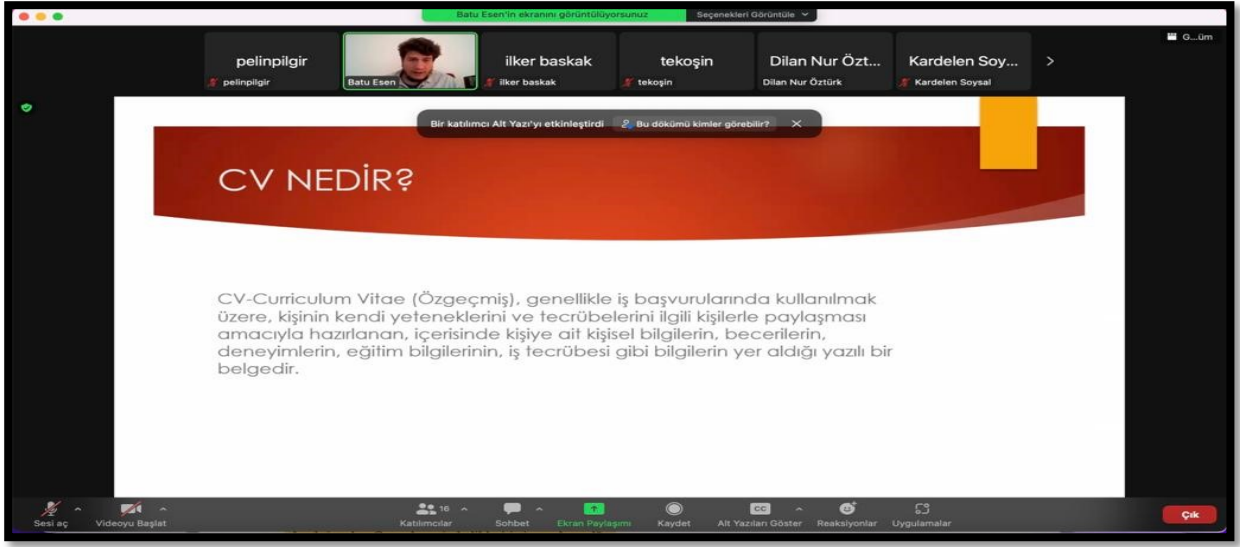 Batu Esen'in ekranını görüntülüyorsunuz Seçenekleri Görüntüle
G...üm
pelinpilgir ilker baskak tekoşin Dilan Nur Özt... Kardelen Soy...
pelinpilgir Batu Esen ilker baskak tekoşin Dilan Nur Öztürk Kardelen Soysal
Bir katılımcı Alt Yazı'yı etkinleştirdi Bu dökümü kimler görebilir?
CV NEDİR?
CV-Curriculum Vitae (Özgeçmiş), genellikle iş başvurularında kullanılmak
üzere, kişinin kendi yeteneklerini ve tecrübelerini ilgili kişilerle paylaşması
amacıyla hazırlanan, içerisinde kişiye ait kişisel bilgilerin, becerilerin,
deneyimlerin, eğitim bilgilerinin, iş tecrübesi gibi bilgilerin yer aldığı yazılı bir
belgedir.
16 CC
Sesi aç Videoyu Başlat Katılımcılar Sohbet Ekran Paylaşımı Kaydet Alt Yazıları Göster Reaksiyonlar Uygulamalar Çık